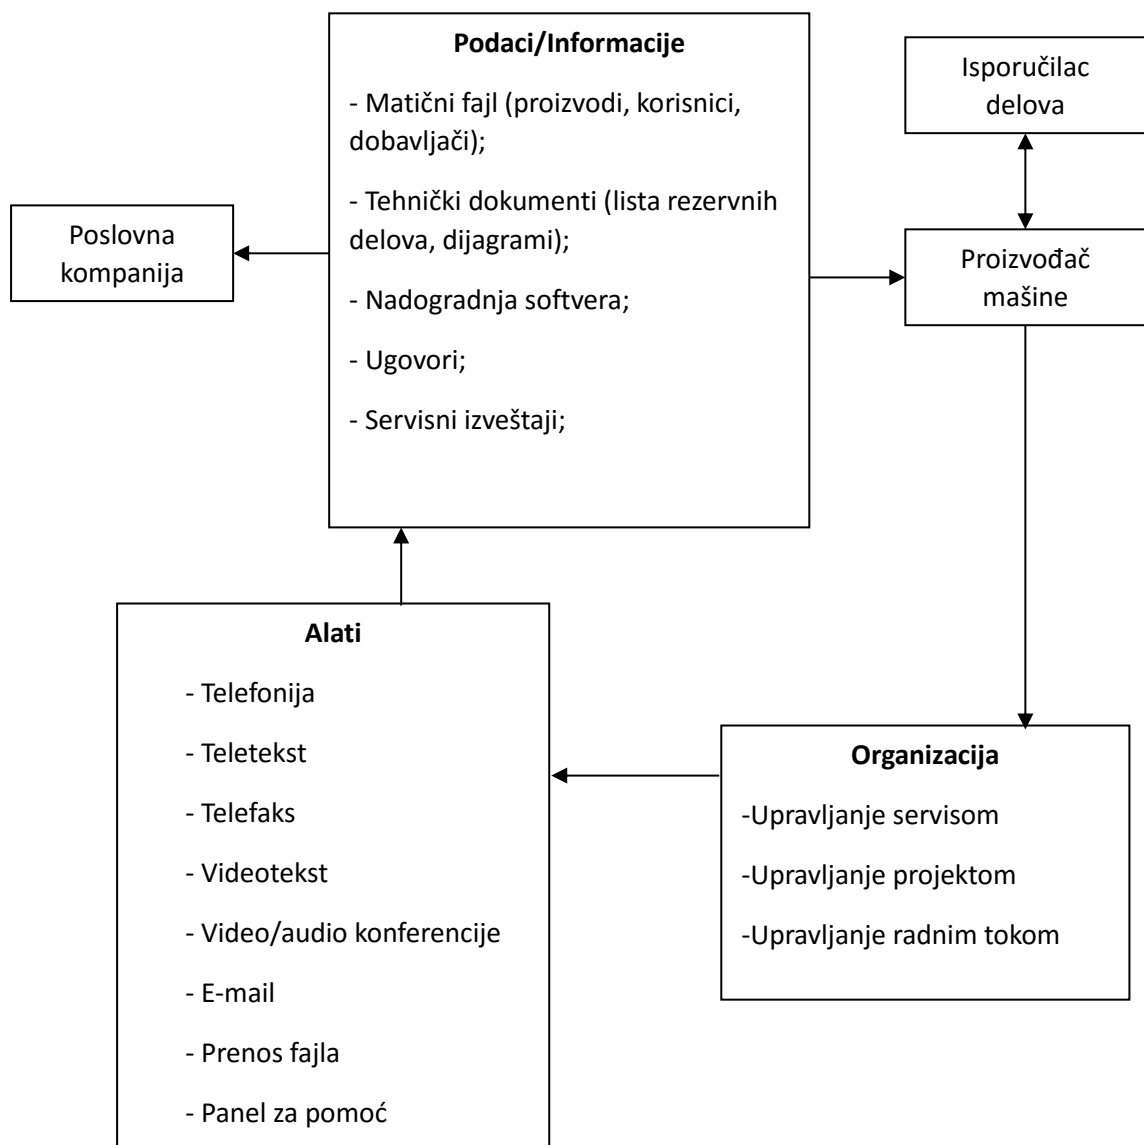 Podaci/Informacije
- Matični fajl (proizvodi, korisnici,
dobavljači);
- Tehnički dokumenti (lista rezervnih
delova, dijagrami);
- Nadogradnja softvera;
- Ugovori;
- Servisni izveštaji;
Isporučilac
delova
Poslovna
kompanija
Proizvođač
mašine
Alati
- Telefonija
- Teletekst
- Telefaks
- Videotekst
- Video/audio konferencije
- E-mail
- Prenos fajla
- Panel za pomoć
Organizacija
-Upravljanje servisom
-Upravljanje projektom
-Upravljanje radnim tokom